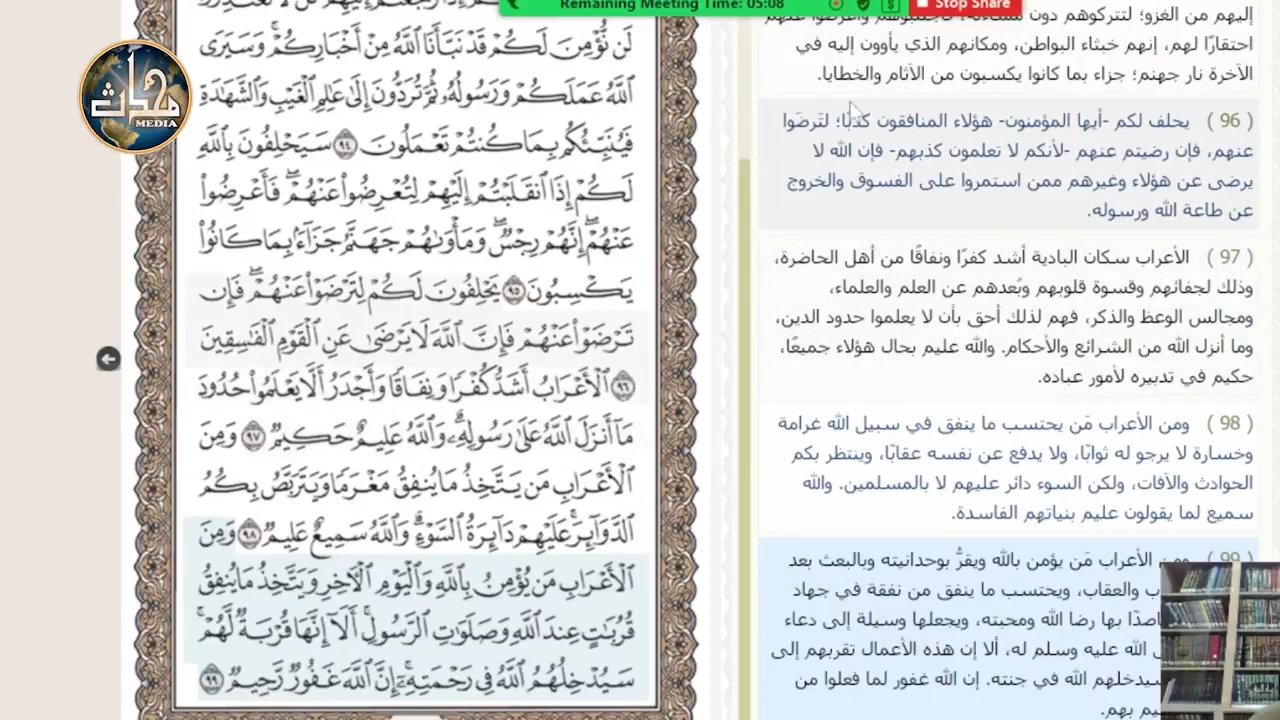 Remaining Meeting Time: 05:08
Stop Share
محدث
MEDIA
لَن نُّؤْمِنَ لَكُمْ قَدْ نَبَّأَنَا ٱللَّهُ مِنْ أَخْبَارِكُمْ ۚ وَسَيَرَى
ٱللَّهُ عَمَلَكُمْ وَرَسُولُهُۥ ثُمَّ تُرَدُّونَ إِلَىٰ عَٰلِمِ ٱلْغَيْبِ وَٱلشَّهَٰدَةِ
فَيُنَبِّئُكُم بِمَا كُنتُمْ تَعْمَلُونَ ٩٤ سَيَحْلِفُونَ بِٱللَّهِ
لَكُمْ إِذَا ٱنقَلَبْتُمْ إِلَيْهِمْ لِتُعْرِضُوا۟ عَنْهُمْ ۖ فَأَعْرِضُوا۟
عَنْهُمْ ۖ إِنَّهُمْ رِجْسٌ ۖ وَمَأْوَىٰهُمْ جَهَنَّمُ جَزَآءًۢ بِمَا كَانُوا۟
يَكْسِبُونَ ٩٥ يَحْلِفُونَ لَكُمْ لِتَرْضَوْا۟ عَنْهُمْ ۖ فَإِن
تَرْضَوْا۟ عَنْهُمْ فَإِنَّ ٱللَّهَ لَا يَرْضَىٰ عَنِ ٱلْقَوْمِ ٱلْفَٰسِقِينَ
٩٦ ٱلْأَعْرَابُ أَشَدُّ كُفْرًا وَنِفَاقًا وَأَجْدَرُ أَلَّا يَعْلَمُوا۟ حُدُودَ
مَآ أَنزَلَ ٱللَّهُ عَلَىٰ رَسُولِهِۦ ۗ وَٱللَّهُ عَلِيمٌ حَكِيمٌ ٩٧ وَمِنَ
ٱلْأَعْرَابِ مَن يَتَّخِذُ مَا يُنفِقُ مَغْرَمًا وَيَتَرَبَّصُ بِكُمُ
ٱلدَّوَآئِرَ ۚ عَلَيْهِمْ دَآئِرَةُ ٱلسَّوْءِ ۗ وَٱللَّهُ سَمِيعٌ عَلِيمٌ ٩٨ وَمِنَ
ٱلْأَعْرَابِ مَن يُؤْمِنُ بِٱللَّهِ وَٱلْيَوْمِ ٱلْءَاخِرِ وَيَتَّخِذُ مَا يُنفِقُ
قُرُبَٰتٍ عِندَ ٱللَّهِ وَصَلَوَٰتِ ٱلرَّسُولِ ۚ أَلَآ إِنَّهَا قُرْبَةٌ لَّهُمْ ۚ
سَيُدْخِلُهُمُ ٱللَّهُ فِى رَحْمَتِهِۦٓ ۗ إِنَّ ٱللَّهَ غَفُورٌ رَّحِيمٌ ٩٩
إليهم من الغزو؛ لتتركوهم دون
احتقارًا لهم، إنهم خبثاء البواطن، ومكانهم الذي يأوون إليه في
الآخرة نار جهنم؛ جزاء بما كانوا يكسبون من الآثام والخطايا.
( 96 ) يحلف لكم -أيها المؤمنون- هؤلاء المنافقون كذبًا؛ لتَرضَوا
عنهم، فإن رضيتم عنهم -لأنكم لا تعلمون كذبهم- فإن الله لا
يرضى عن هؤلاء وغيرهم ممن استمروا على الفسوق والخروج
عن طاعة الله ورسوله.
( 97 ) الأعراب سكان البادية أشد كفرًا ونفاقًا من أهل الحاضرة،
وذلك لجفائهم وقسوة قلوبهم وبُعدهم عن العلم والعلماء،
ومجالس الوعظ والذكر، فهم لذلك أحق بأن لا يعلموا حدود الدين،
وما أنزل الله من الشرائع والأحكام. والله عليم بحال هؤلاء جميعًا،
حكيم في تدبيره لأمور عباده.
( 98 ) ومن الأعراب مَن يحتسب ما ينفق في سبيل الله غرامة
وخسارة لا يرجو له ثوابًا، ولا يدفع عن نفسه عقابًا، وينتظر بكم
الحوادث والآفات، ولكن السوء دائر عليهم لا بالمسلمين. والله
سميع لما يقولون عليم بنياتهم الفاسدة.
( 99 ) ومن الأعراب مَن يؤمن بالله ويقرُّ بوحدانيته وبالبعث بعد
والعقاب، ويحتسب ما ينفق من نفقة في جهاد
بها رضا الله ومحبته، ويجعلها وسيلة إلى دعاء
الله عليه وسلم له، ألا إن هذه الأعمال تقربهم إلى
الله في جنته. إن الله غفور لما فعلوا من
بهم.